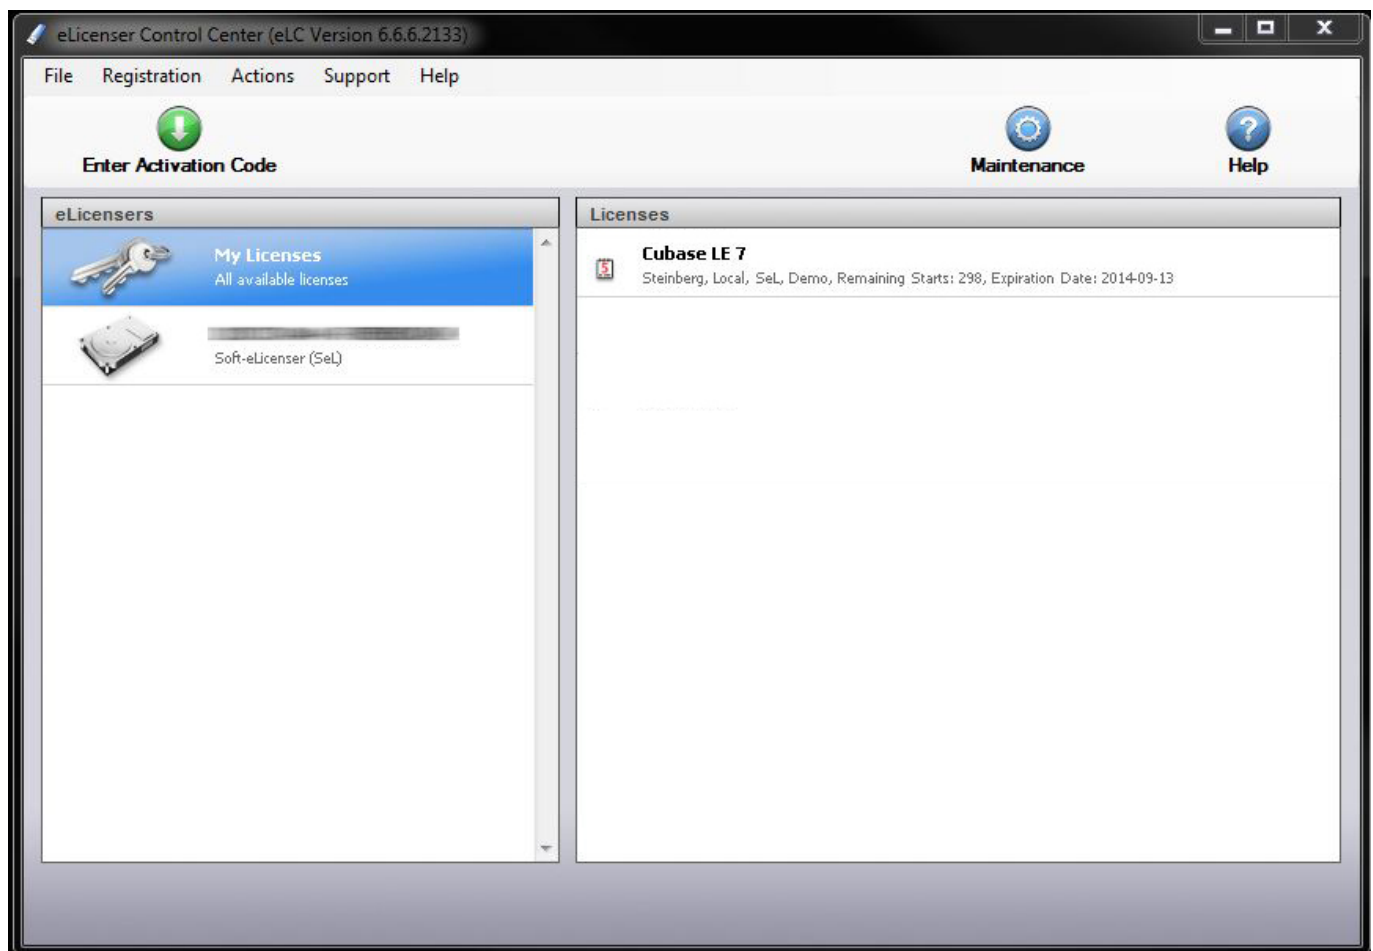 eLicenser Control Center (eLC Version 6.6.6.2133)
File Registration Actions Support Help
Enter Activation Code Maintenance Help
eLicensers
My Licenses
All available licenses
Soft-eLicenser (SeL)
Licenses
Cubase LE 7
Steinberg, Local, SeL, Demo, Remaining Starts: 298, Expiration Date: 2014-09-13